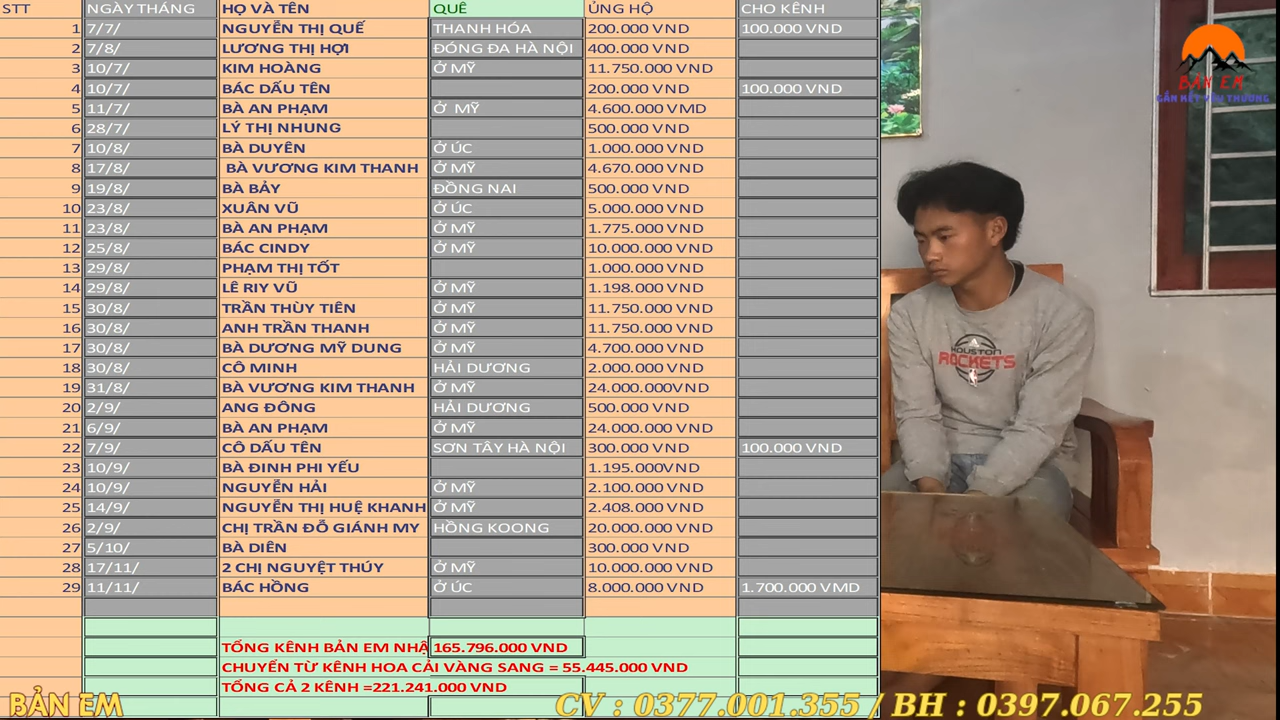 STT NGÀY THÁNG HỌ VÀ TÊN QUÊ ỦNG HỘ CHO KÊNH
1 7/7/ NGUYỄN THỊ QUẾ THANH HÓA 200.000 VND 100.000 VND
2 7/8/ LƯƠNG THỊ HỢI ĐÓNG ĐA HÀ NỘI 400.000 VND
3 10/7/ KIM HOÀNG Ở MỸ 11.750.000 VND
4 10/7/ BÁC DẤU TÊN 200.000 VND 100.000 VND
5 11/7/ BÀ AN PHẠM Ở MỸ 4.600.000 VMD
6 28/7/ LÝ THỊ NHUNG 500.000 VND
7 10/8/ BÀ DUYÊN Ở ÚC 1.000.000 VND
8 17/8/ BÀ VƯƠNG KIM THANH Ở MỸ 4.670.000 VND
9 19/8/ BÀ BẢY ĐỒNG NAI 500.000 VND
10 23/8/ XUÂN VŨ Ở ÚC 5.000.000 VND
11 23/8/ BÀ AN PHẠM Ở MỸ 1.775.000 VND
12 25/8/ BÁC CINDY Ở MỸ 10.000.000 VND
13 29/8/ PHẠM THỊ TỐT 1.000.000 VND
14 29/8/ LÊ RIY VŨ Ở MỸ 1.198.000 VND
15 30/8/ TRẦN THÙY TIÊN Ở MỸ 11.750.000 VND
16 30/8/ ANH TRẦN THANH Ở MỸ 11.750.000 VND
17 30/8/ BÀ DƯƠNG MỸ DUNG Ở MỸ 4.700.000 VND
18 30/8/ CÔ MINH HẢI DƯƠNG 2.000.000 VND
19 31/8/ BÀ VƯƠNG KIM THANH Ở MỸ 24.000.000VND
20 2/9/ ANG ĐÔNG HẢI DƯƠNG 500.000 VND
21 6/9/ BÀ AN PHẠM Ở MỸ 24.000.000 VND
22 7/9/ CÔ DẤU TÊN SƠN TÂY HÀ NỘI 300.000 VND 100.000 VND
23 10/9/ BÀ ĐINH PHI YẾU 1.195.000VND
24 10/9/ NGUYỄN HẢI Ở MỸ 2.100.000 VND
25 14/9/ NGUYỄN THỊ HUỆ KHANH Ở MỸ 2.408.000 VND
26 2/9/ CHỊ TRẦN ĐỖ GIÁNH MY HỒNG KOONG 20.000.000 VND
27 5/10/ BÀ DIÊN 300.000 VND
28 17/11/ 2 CHỊ NGUYỆT THÚY Ở MỸ 10.000.000 VND
29 11/11/ BÁC HỒNG Ở ÚC 8.000.000 VND 1.700.000 VMD
TỔNG KÊNH BẢN EM NHẬ 165.796.000 VND
CHUYỂN TỪ KÊNH HOA CẢI VÀNG SANG = 55.445.000 VND
TỔNG CẢ 2 KÊNH =221.241.000 VND
BẢN EM
GẮN KẾT YÊU THƯƠNG
HOUSTON
ROCKETS
BẢN EM CV : 0377.001.355 / BH : 0397.067.255